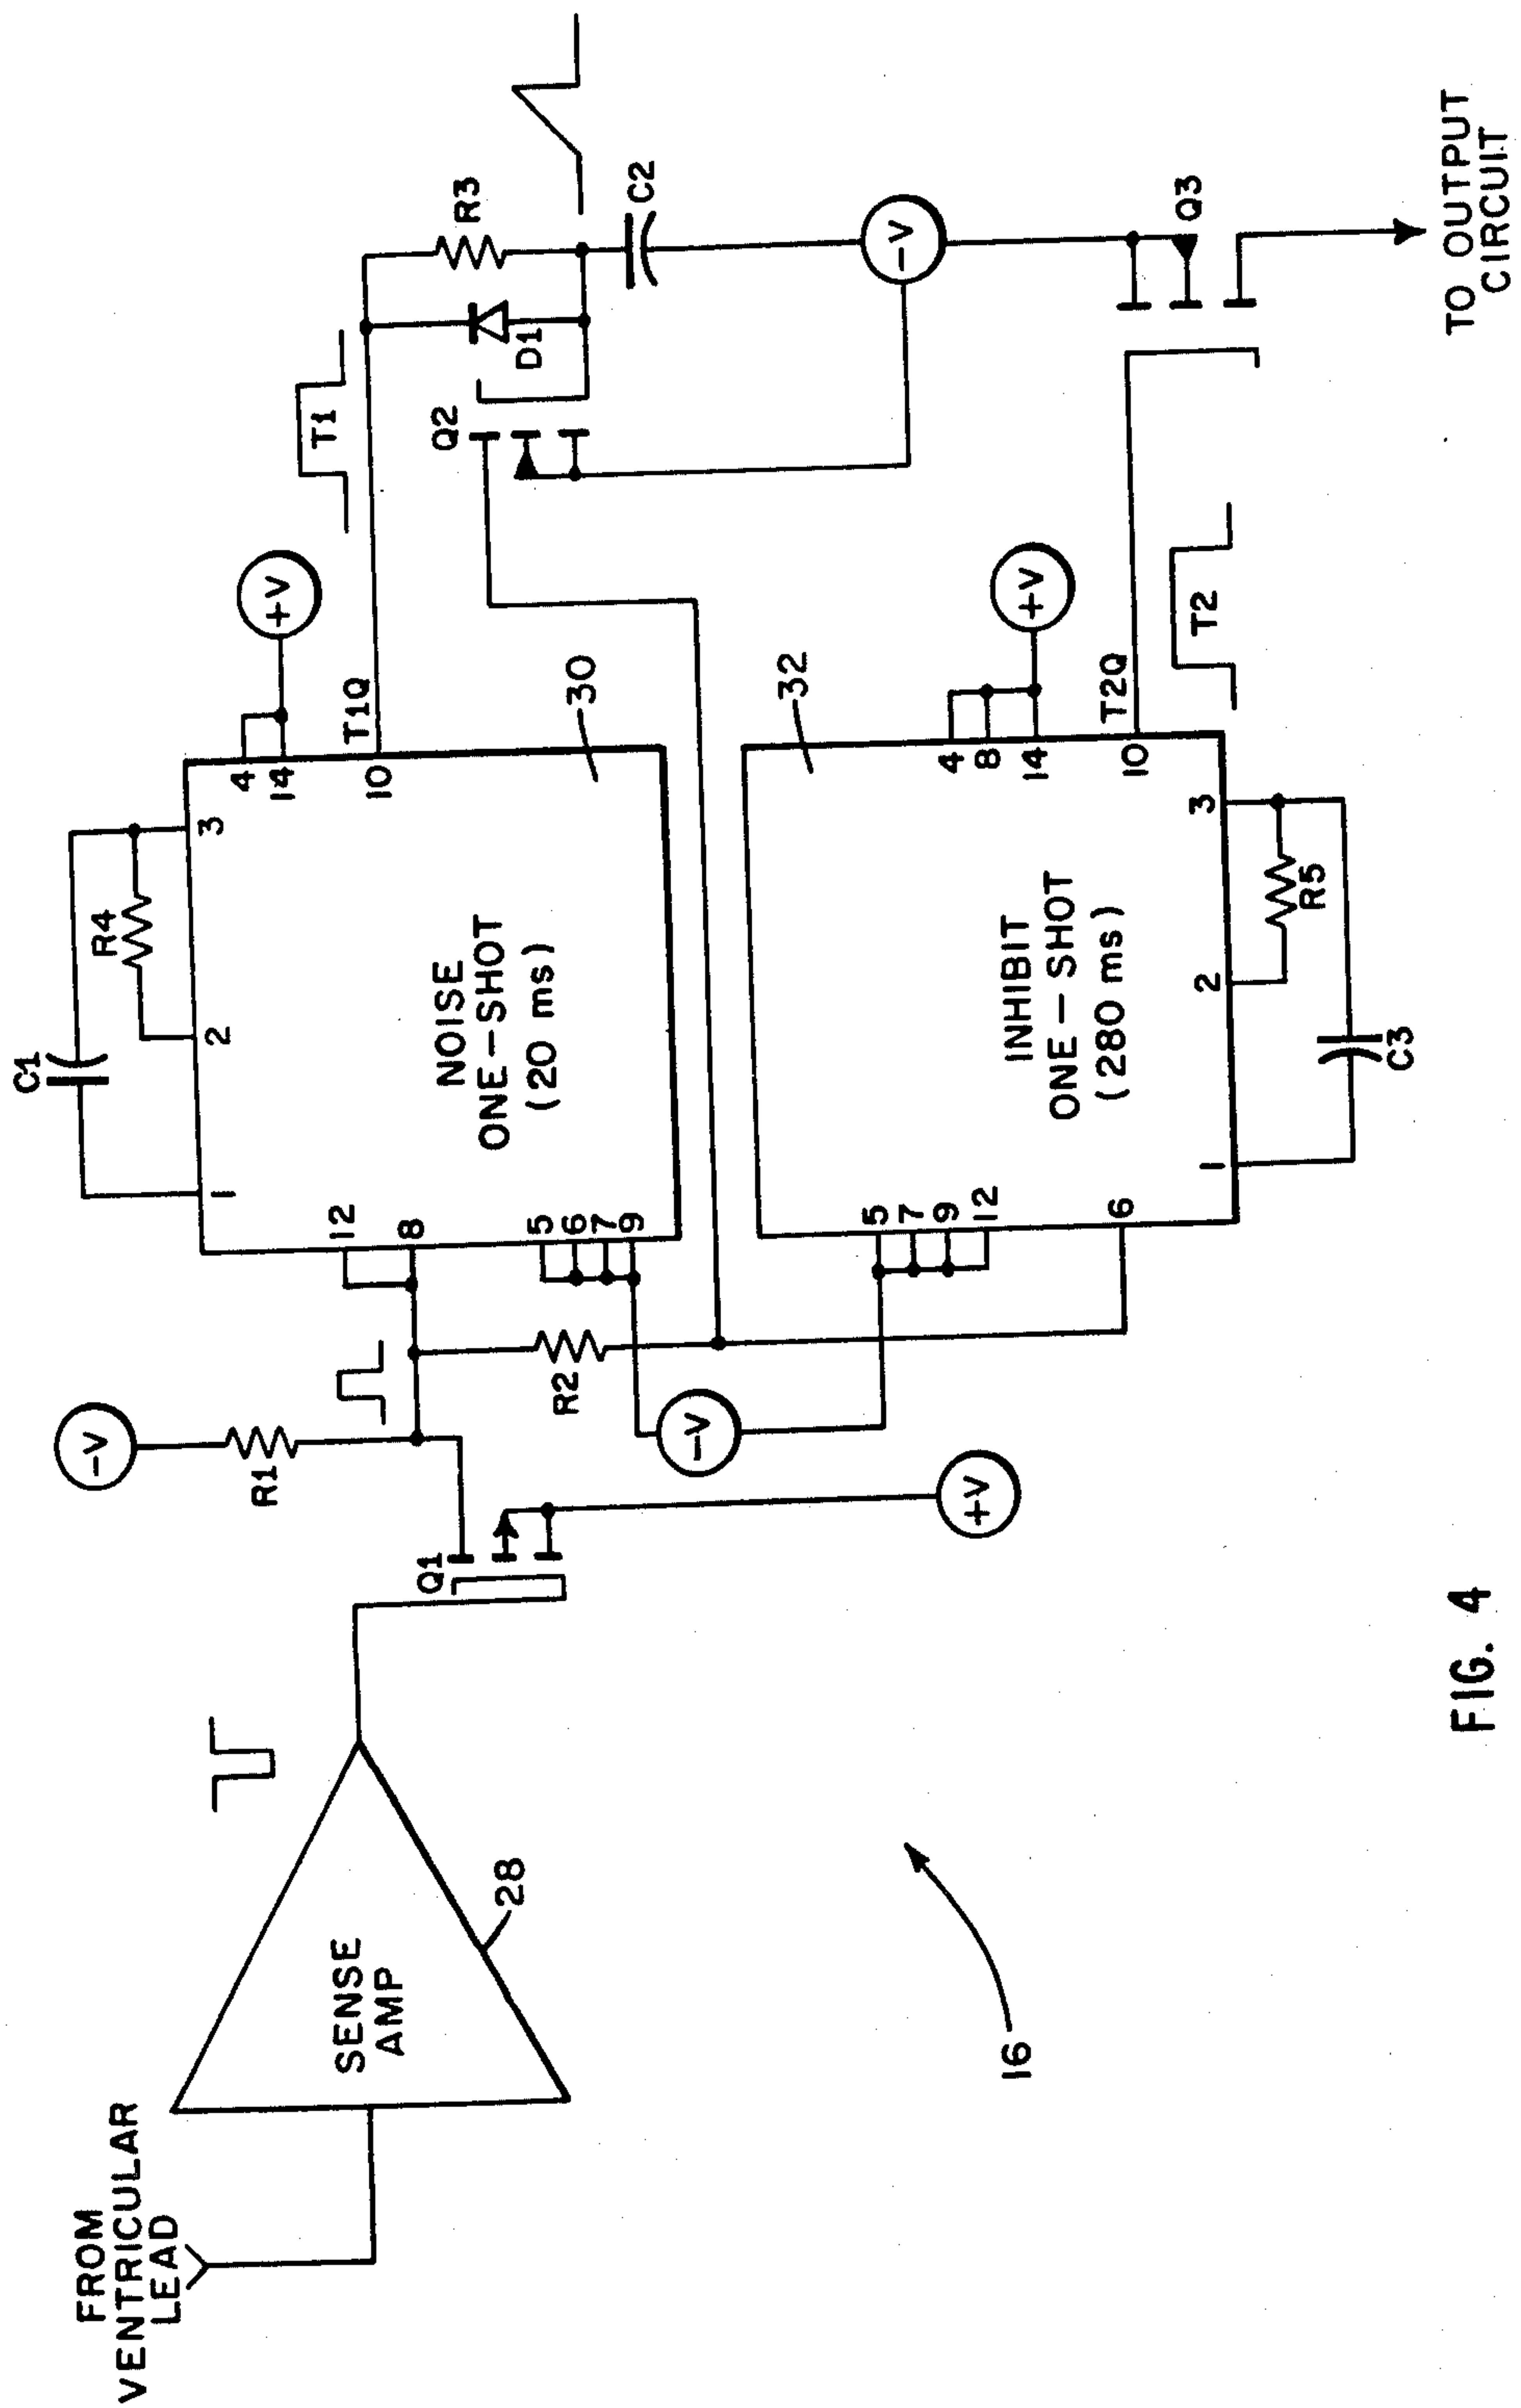 FROM
VENTRICULAR
LEAD
SENSE
AMP
28
16
Q1
-V
R1
+V
R2
-V
C1
R4
1
2
3
12
8
5
6
7
9
4
14
10
NOISE
ONE-SHOT
(20 ms)
30
+V
T1Q
T1
Q2
D1
R3
C2
-V
5
7
9
12
6
4
8
14
10
1
2
3
INHIBIT
ONE-SHOT
(280 ms)
32
+V
T2Q
T2
R5
C3
Q3
TO OUTPUT
CIRCUIT
FIG. 4